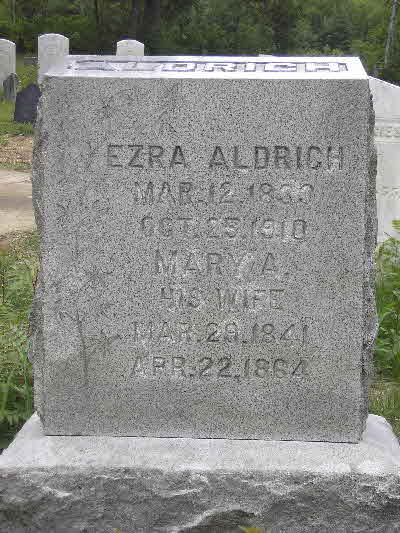 ALDRICH
EZRA ALDRICH
MAR. 12. 1833
OCT. 25. 1910
MARY A.
HIS WIFE
MAR. 29. 1841
APR. 22. 1864